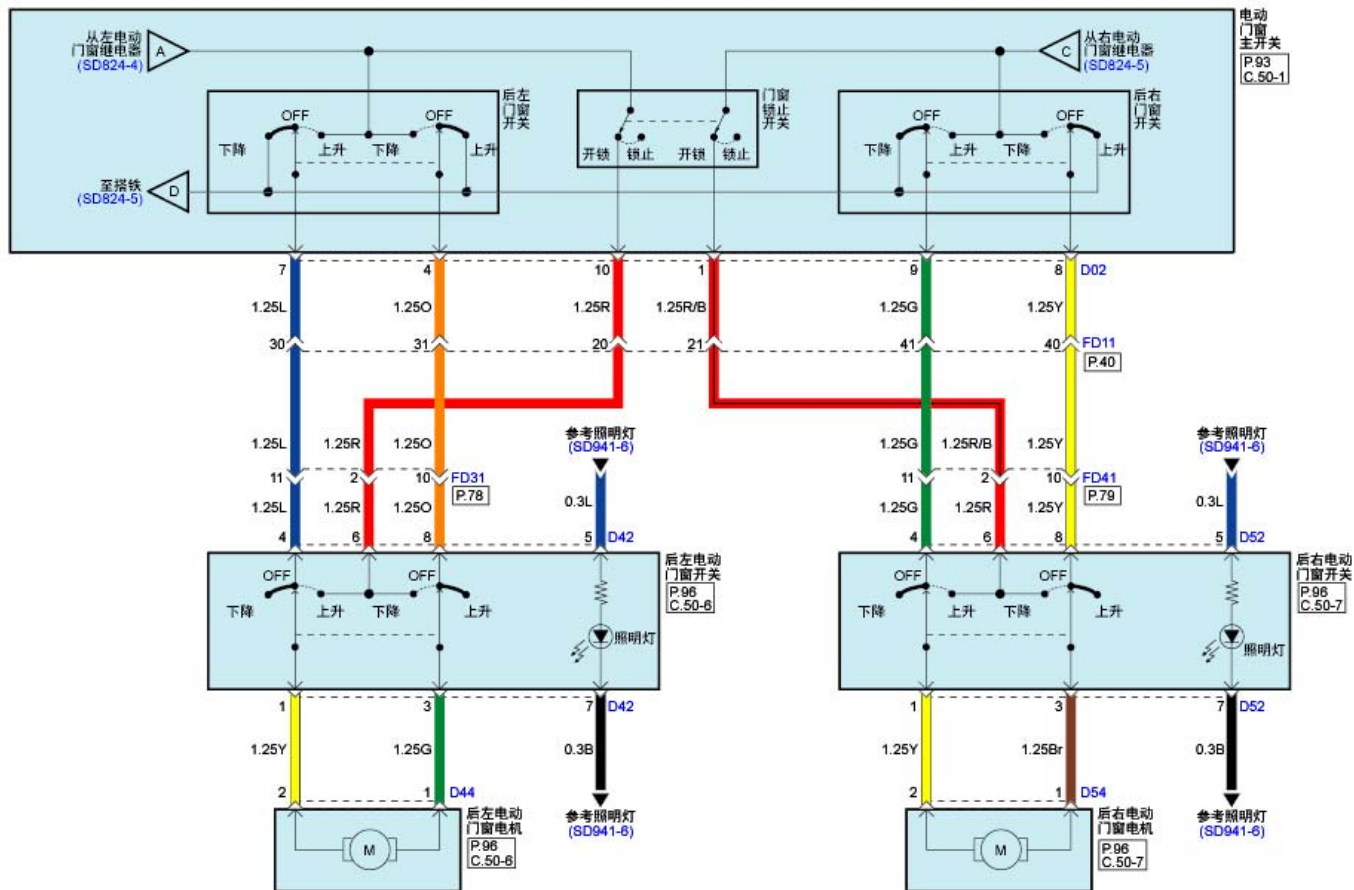 从左电动
门窗继电器
(SD824-4)
A
从右电动
门窗继电器
(SD824-5)
C
电动
门窗
主开关
P.93
C.50-1
后左
门窗
开关
OFF
OFF
下降
上升
下降
上升
门窗
锁止
开关
开锁
锁止
开锁
锁止
后右
门窗
开关
OFF
OFF
下降
上升
下降
上升
至搭铁
(SD824-5)
D
7
4
10
1
9
8
D02
1.25L
1.25O
1.25R
1.25R/B
1.25G
1.25Y
30
31
20
21
41
40
FD11
P.40
1.25L
1.25R
1.25O
参考照明灯
(SD941-6)
1.25G
1.25R/B
1.25Y
参考照明灯
(SD941-6)
11
2
10
FD31
P.78
11
2
10
FD41
P.79
1.25L
1.25R
1.25O
0.3L
1.25G
1.25R
1.25Y
0.3L
4
6
8
5
D42
4
6
8
5
D52
后左电动
门窗开关
P.96
C.50-6
OFF
OFF
下降
上升
下降
上升
照明灯
后右电动
门窗开关
P.96
C.50-7
OFF
OFF
下降
上升
下降
上升
照明灯
1
3
7
D42
1
3
7
D52
1.25Y
1.25G
0.3B
1.25Y
1.25Br
0.3B
2
1
D44
2
1
D54
后左电动
门窗电机
P.96
C.50-6
M
参考照明灯
(SD941-6)
后右电动
门窗电机
P.96
C.50-7
M
参考照明灯
(SD941-6)